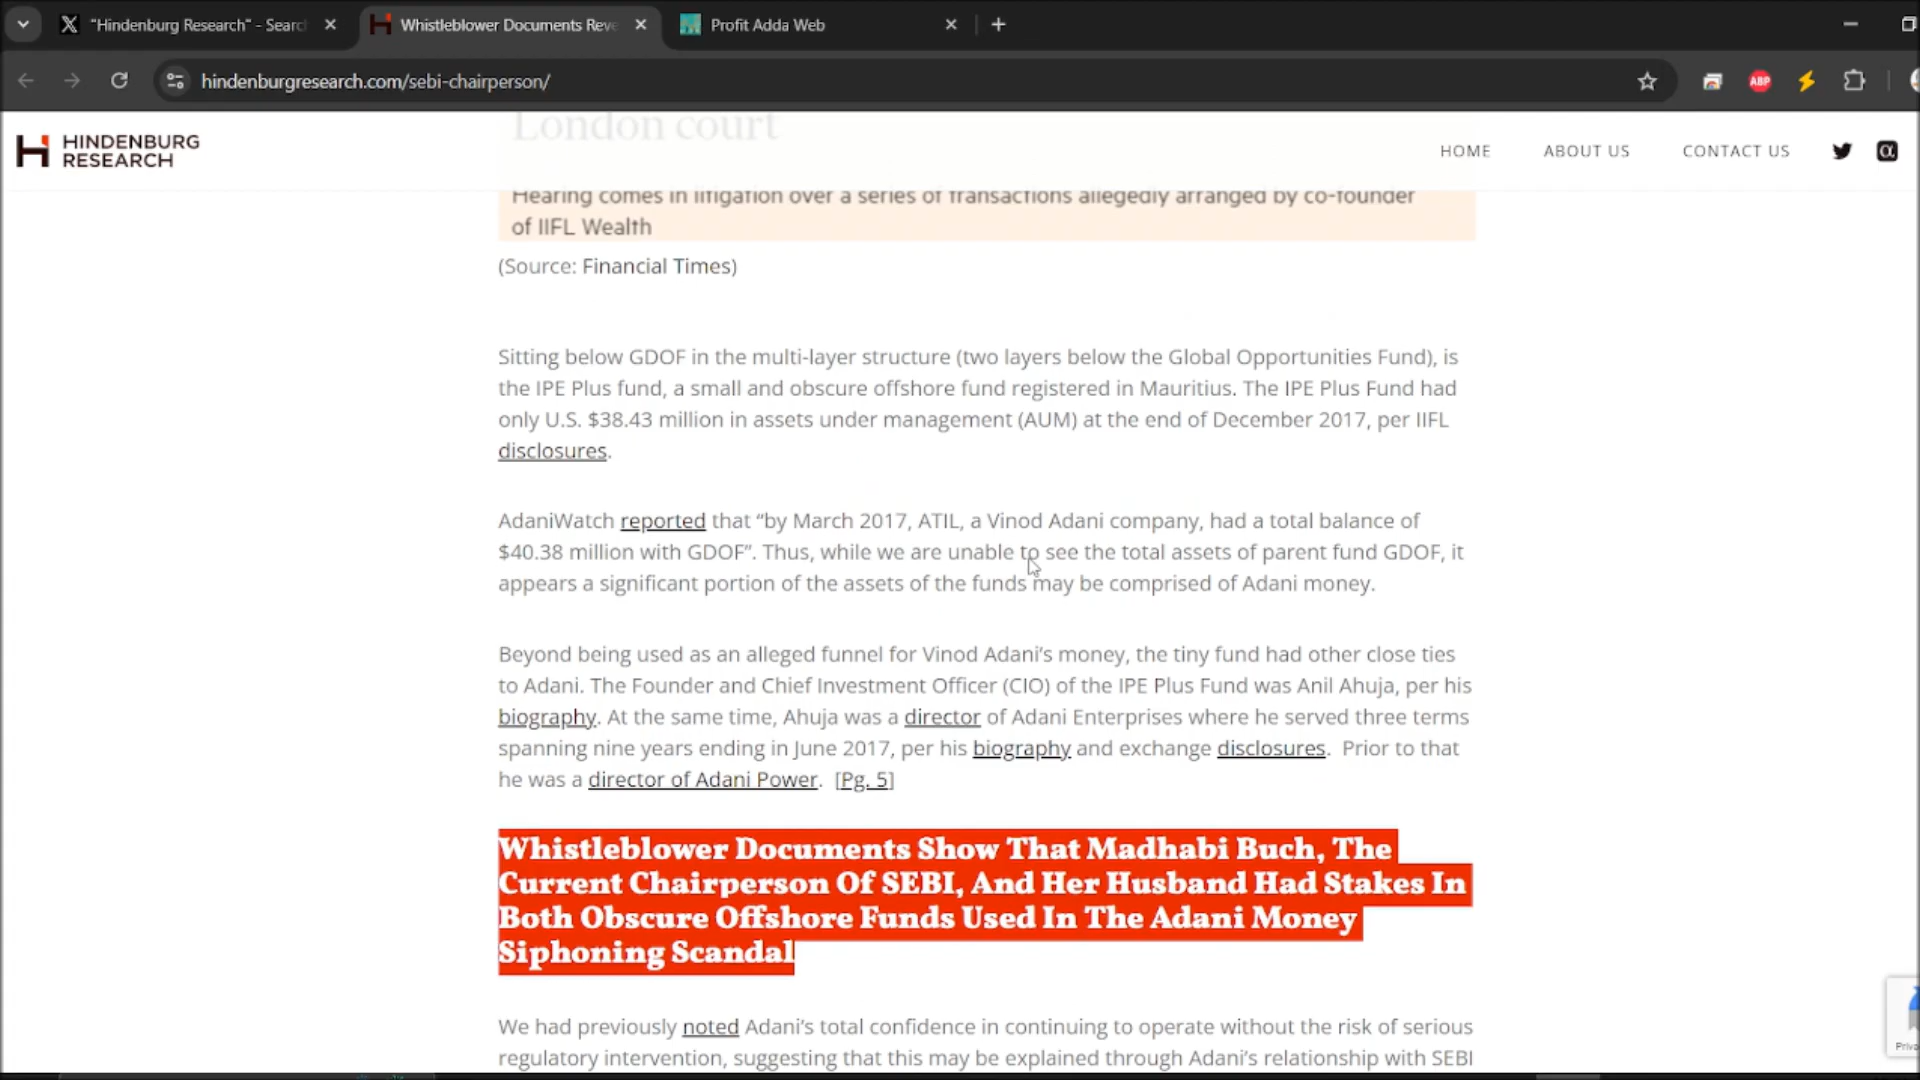 "Hindenburg Research" - Searc
Whistleblower Documents Reve
Profit Adda Web
hindenburgresearch.com/sebi-chairperson/
ABP
HINDENBURG
RESEARCH
HOME
ABOUT US
CONTACT US
London court
Hearing comes in litigation over a series of transactions allegedly arranged by co-founder
of IIFL Wealth
(Source: Financial Times)
Sitting below GDOF in the multi-layer structure (two layers below the Global Opportunities Fund), is
the IPE Plus fund, a small and obscure offshore fund registered in Mauritius. The IPE Plus Fund had
only U.S. $38.43 million in assets under management (AUM) at the end of December 2017, per IIFL
disclosures.
AdaniWatch reported that “by March 2017, ATIL, a Vinod Adani company, had a total balance of
$40.38 million with GDOF”. Thus, while we are unable to see the total assets of parent fund GDOF, it
appears a significant portion of the assets of the funds may be comprised of Adani money.
Beyond being used as an alleged funnel for Vinod Adani’s money, the tiny fund had other close ties
to Adani. The Founder and Chief Investment Officer (CIO) of the IPE Plus Fund was Anil Ahuja, per his
biography. At the same time, Ahuja was a director of Adani Enterprises where he served three terms
spanning nine years ending in June 2017, per his biography and exchange disclosures. Prior to that
he was a director of Adani Power. [Pg. 5]
Whistleblower Documents Show That Madhabi Buch, The
Current Chairperson Of SEBI, And Her Husband Had Stakes In
Both Obscure Offshore Funds Used In The Adani Money
Siphoning Scandal
We had previously noted Adani’s total confidence in continuing to operate without the risk of serious
regulatory intervention, suggesting that this may be explained through Adani’s relationship with SEBI
Priva